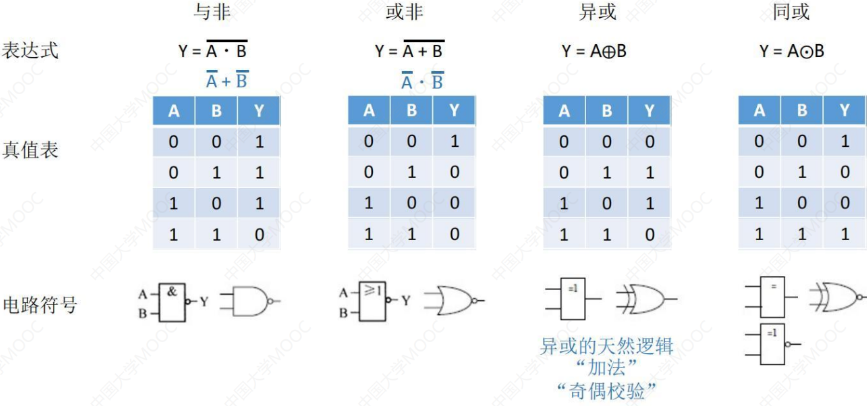 与非 或非 异或 同或
表达式 Y = \overline{A · B} Y = \overline{A + B} Y = A⊕B Y = A⊙B
\overline{A} + \overline{B} \overline{A} · \overline{B}
真值表
A B Y A B Y A B Y A B Y
0 0 1 0 0 1 0 0 0 0 0 1
0 1 1 0 1 0 0 1 1 0 1 0
1 0 1 1 0 0 1 0 1 1 0 0
1 1 0 1 1 0 1 1 0 1 1 1
电路符号 A B & Y A B ≥1 Y =1 =
=1
异或的天然逻辑
“加法”
“奇偶校验”
中国大学MOOC